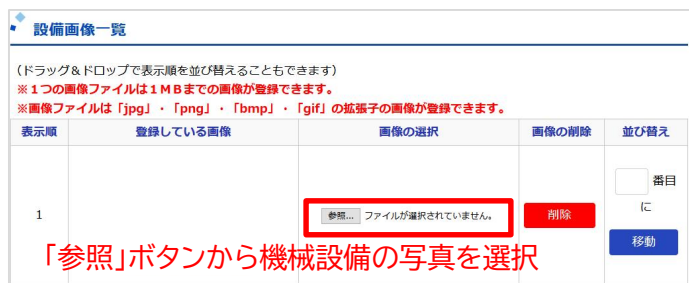 設備画像一覧
(ドラッグ&ドロップで表示順を並び替えることもできます)
※1つの画像ファイルは1MBまでの画像が登録できます。
※画像ファイルは「jpg」・「png」・「bmp」・「gif」の拡張子の画像が登録できます。
表示順 登録している画像 画像の選択 画像の削除 並び替え
番目
1 参照... ファイルが選択されていません。 削除 に
移動
「参照」ボタンから機械設備の写真を選択